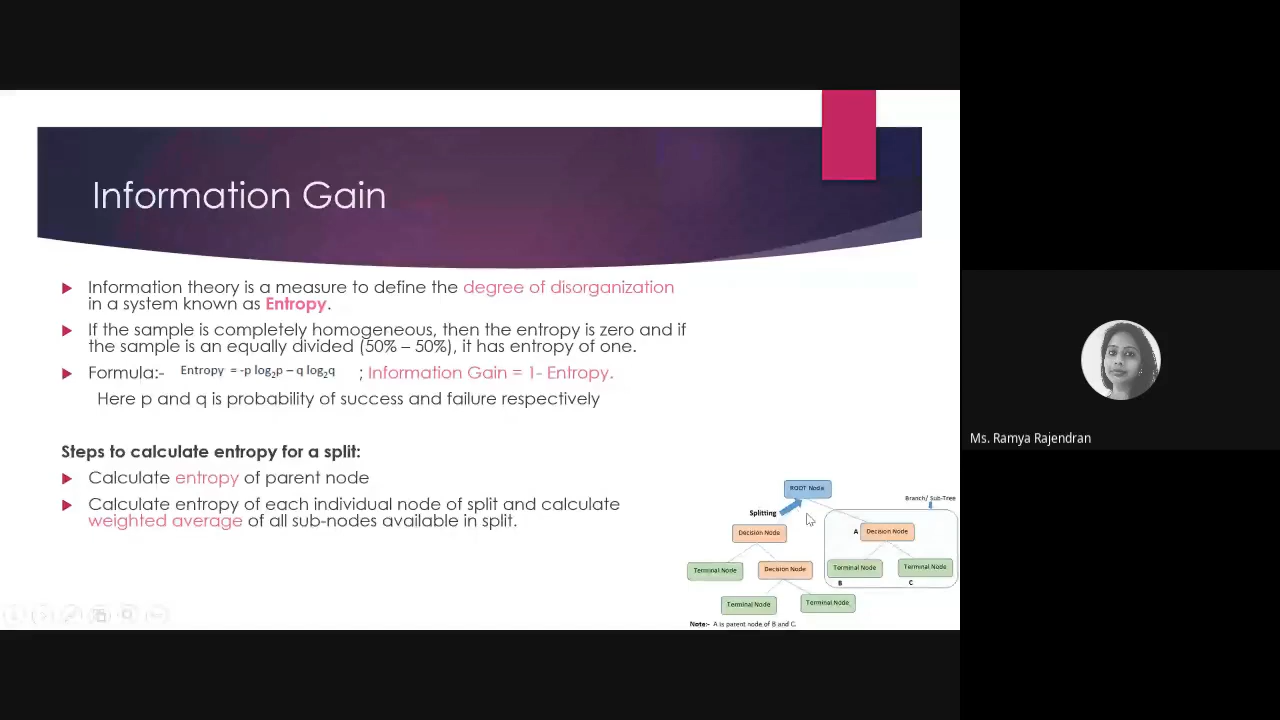 Information Gain
Information theory is a measure to define the degree of disorganization
in a system known as Entropy.
If the sample is completely homogeneous, then the entropy is zero and if
the sample is an equally divided (50% – 50%), it has entropy of one.
Formula:- Entropy = -p log₂p – q log₂q ; Information Gain = 1- Entropy.
Here p and q is probability of success and failure respectively
Steps to calculate entropy for a split:
Calculate entropy of parent node
Calculate entropy of each individual node of split and calculate
weighted average of all sub-nodes available in split.
ROOT Node
Branch/ Sub-Tree
Splitting
Decision Node
A Decision Node
Terminal Node
Decision Node
Terminal Node
Terminal Node
B
C
Terminal Node
Terminal Node
Note:- A is parent node of B and C.
Ms. Ramya Rajendran